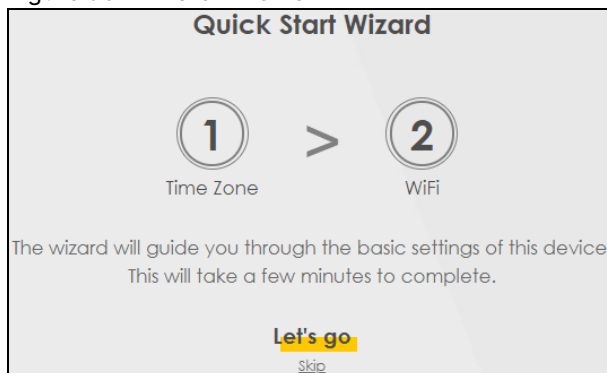 Quick Start Wizard
1 > 2
Time Zone WiFi
The wizard will guide you through the basic settings of this device
This will take a few minutes to complete.
Let's go
Skip